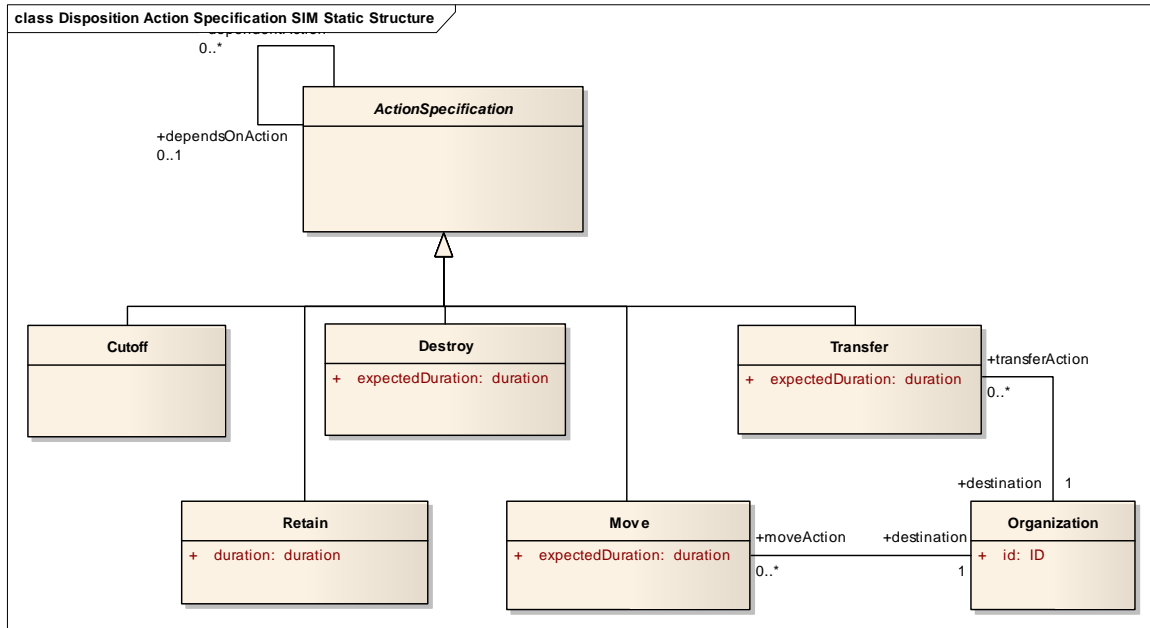 class Disposition Action Specification SIM Static Structure
0..*
ActionSpecification
+dependsOnAction
0..1
Cutoff
Destroy
+ expectedDuration: duration
Transfer
+ expectedDuration: duration
+transferAction
0..*
+destination 1
Retain
+ duration: duration
Move
+ expectedDuration: duration
+moveAction
0..*
+destination
1
Organization
+ id: ID